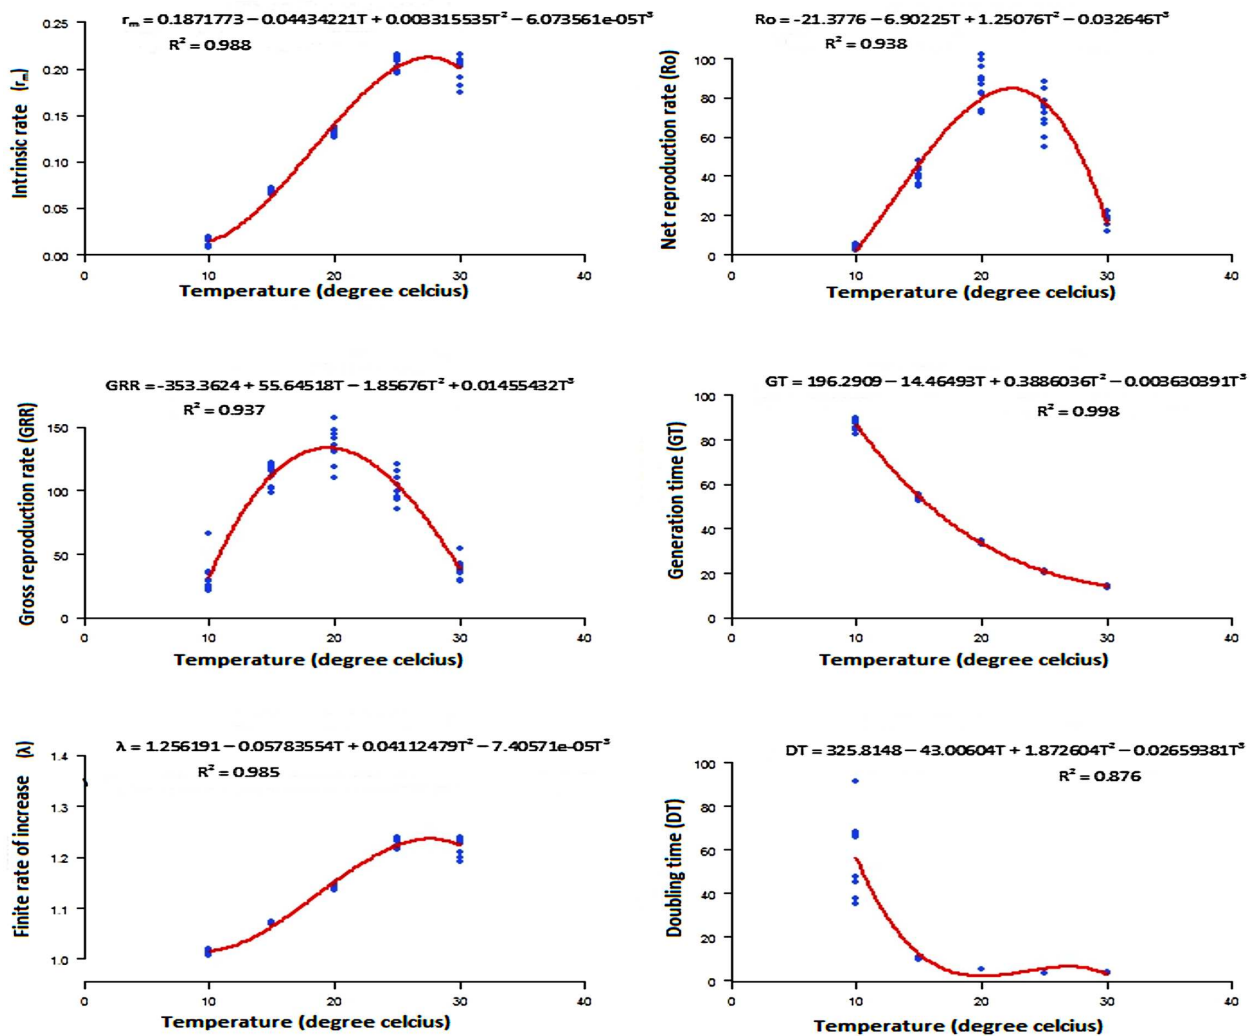 rₘ = 0.1871773 − 0.04434221T + 0.003315535T² − 6.073561e-05T³
R² = 0.988
Intrinsic rate (rₘ)
0.25
0.20
0.15
0.10
0.05
0.00
0 10 20 30 40
Temperature (degree celcius)
Ro = -21.3776 − 6.90225T + 1.25076T² − 0.032646T³
R² = 0.938
Net reproduction rate (Ro)
100
80
60
40
20
0
0 10 20 30 40
Temperature (degree celcius)
GRR = -353.3624 + 55.64518T − 1.85676T² + 0.01455432T³
R² = 0.937
Gross reproduction rate (GRR)
150
100
50
0
0 10 20 30 40
Temperature (degree celcius)
GT = 196.2909 − 14.46493T + 0.3886036T² − 0.003630391T³
R² = 0.998
Generation time (GT)
100
80
60
40
20
0
0 10 20 30 40
Temperature (degree celcius)
λ = 1.256191 − 0.05783554T + 0.04112479T² − 7.40571e-05T³
R² = 0.985
Finite rate of increase (λ)
1.4
1.3
1.2
1.1
1.0
0 10 20 30 40
Temperature (degree celcius)
DT = 325.8148 − 43.00604T + 1.872604T² − 0.02659381T³
R² = 0.876
Doubling time (DT)
100
80
60
40
20
0
0 10 20 30 40
Temperature (degree celcius)